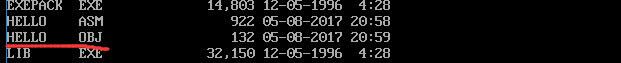 EXEPACK  EXE        14,803 12-05-1996  4:28
HELLO    ASM           922 05-08-2017 20:58
HELLO    OBJ           132 05-08-2017 20:59
LIB      EXE        32,150 12-05-1996  4:28